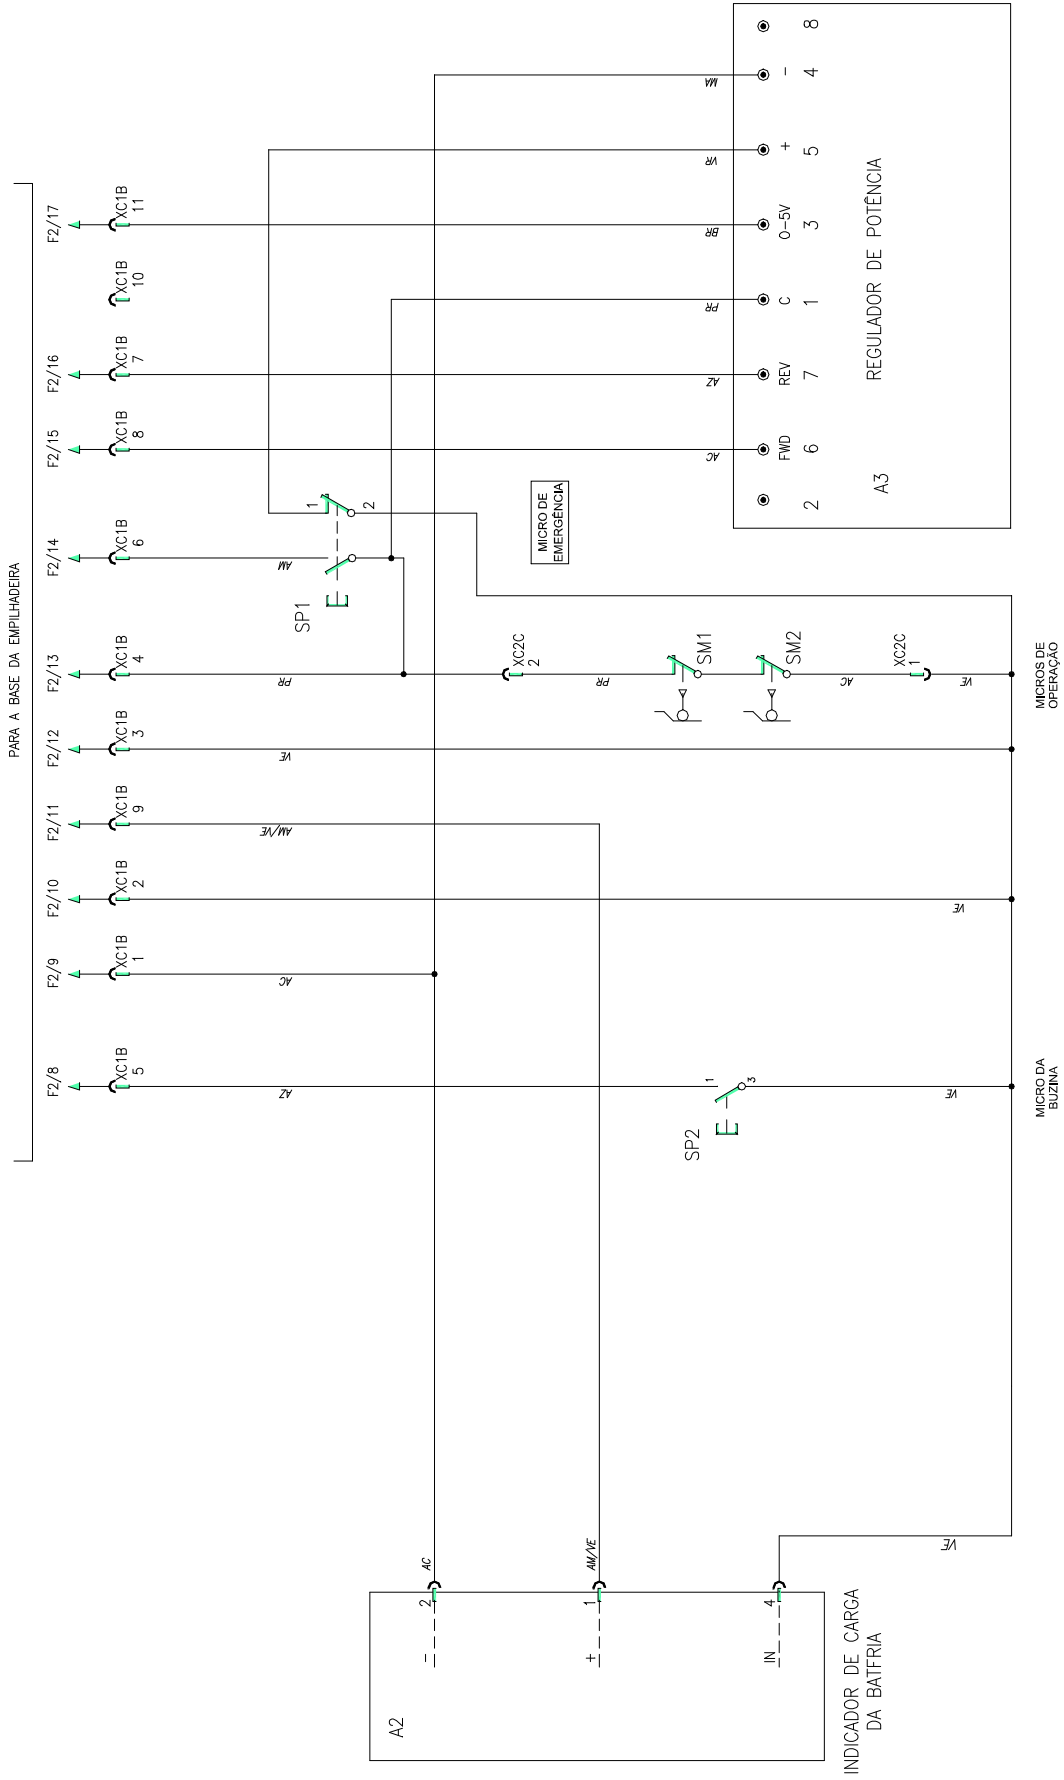 PARA A BASE DA EMPILHADEIRA
F2/8
F2/9
F2/10
F2/11
F2/12
F2/13
F2/14
F2/15
F2/16
F2/17
XC1B
5
XC1B
1
XC1B
2
XC1B
9
XC1B
3
XC1B
4
XC1B
6
XC1B
8
XC1B
7
XC1B
10
XC1B
11
AZ
AC
AM/VE
VE
PR
AM
SP1
1
2
AC
AZ
PR
BR
VR
MA
MICRO DE
EMERGÊNCIA
XC2C
2
PR
SM1
SM2
AC
XC2C
1
VE
SP2
1
3
VE
VE
VE
AC
AM/VE
2
1
4
-
+
IN
A2
INDICADOR DE CARGA
DA BATFRIA
MICRO DA
BUZINA
MICROS DE
OPERAÇÃO
FWD
REV
C
0-5V
+
-
2
6
7
1
3
5
4
8
A3
REGULADOR DE POTÊNCIA